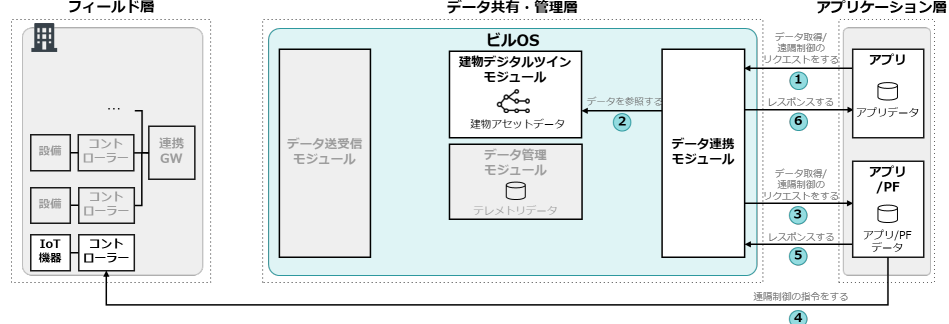 フィールド層
データ共有・管理層
アプリケーション層
ビルOS
建物デジタルツイン
モジュール
建物アセットデータ
データ送受信
モジュール
データ管理
モジュール
テレメトリデータ
データを参照する
2
データ連携
モジュール
データ取得/
遠隔制御の
リクエストをする
1
レスポンスする
6
アプリ
アプリデータ
データ取得/
遠隔制御の
リクエストをする
3
レスポンスする
5
アプリ
/PF
アプリ/PF
データ
…
設備
コント
ローラー
連携
GW
設備
コント
ローラー
IoT
機器
コント
ローラー
遠隔制御の指令をする
4